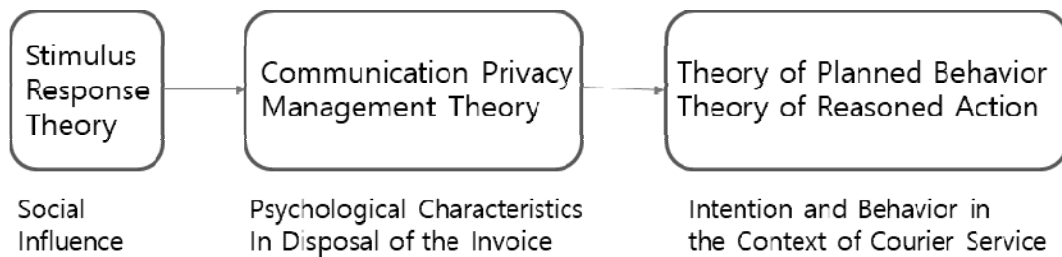 Stimulus
Response
Theory
Communication Privacy
Management Theory
Theory of Planned Behavior
Theory of Reasoned Action
Social
Influence
Psychological Characteristics
In Disposal of the Invoice
Intention and Behavior in
the Context of Courier Service